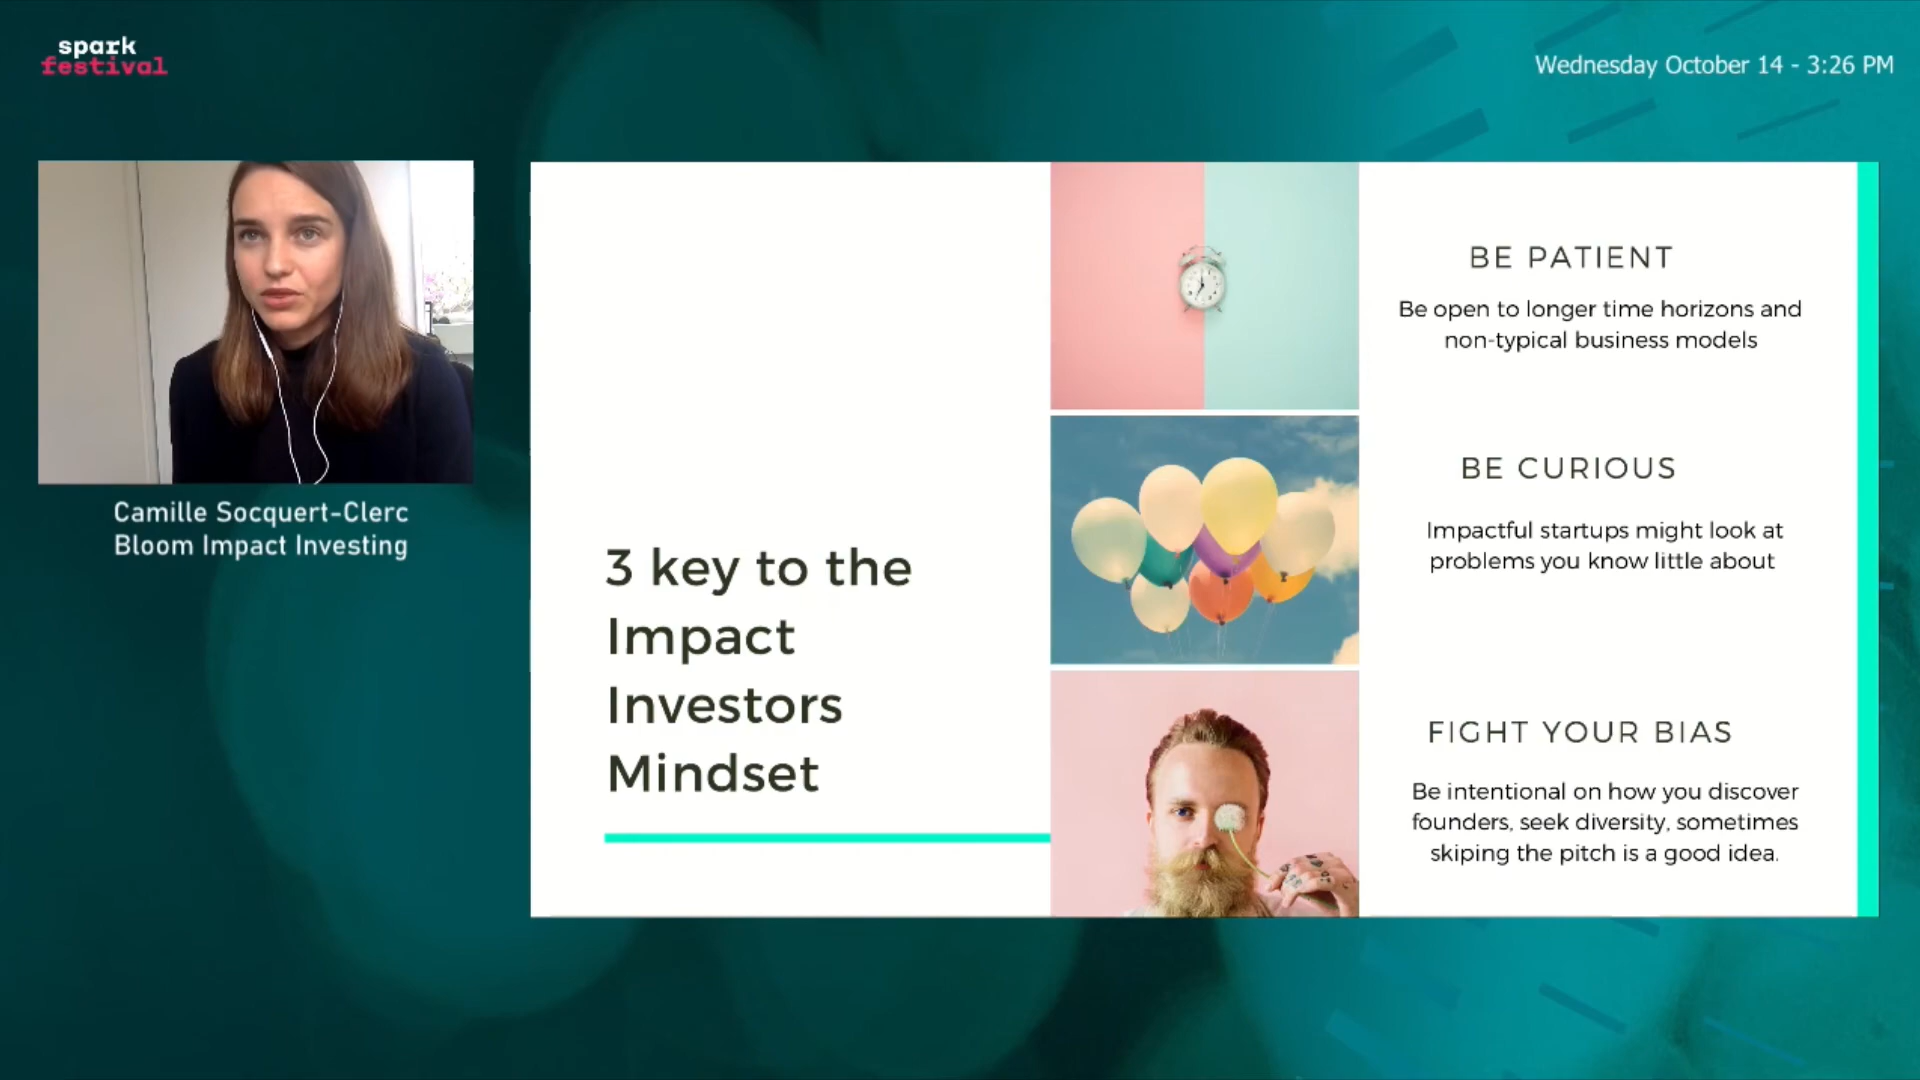 spark
festival
Wednesday October 14 - 3:26 PM
Camille Socquert-Clerc
Bloom Impact Investing
3 key to the
Impact
Investors
Mindset
BE PATIENT
Be open to longer time horizons and
non-typical business models
BE CURIOUS
Impactful startups might look at
problems you know little about
FIGHT YOUR BIAS
Be intentional on how you discover
founders, seek diversity, sometimes
skiping the pitch is a good idea.